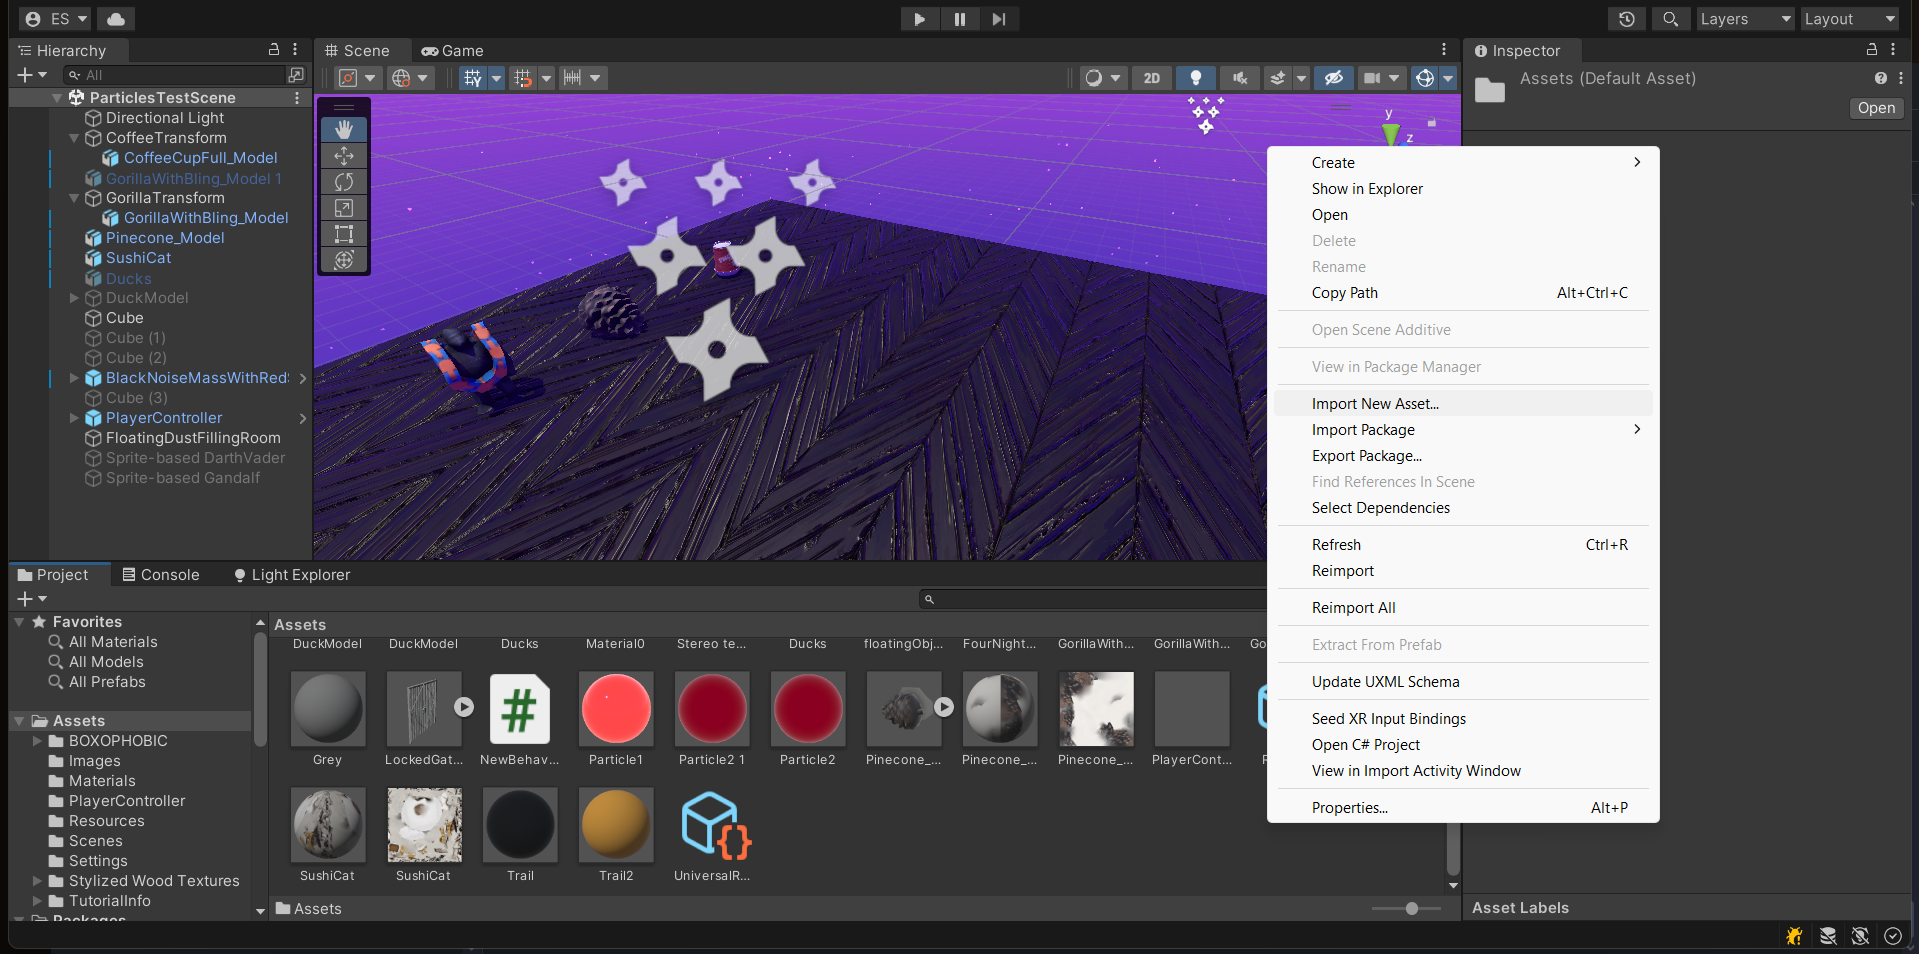 ES
Layers
Layout
Hierarchy
All
ParticlesTestScene
Directional Light
CoffeeTransform
CoffeeCupFull_Model
GorillaWithBling_Model 1
GorillaTransform
GorillaWithBling_Model
Pinecone_Model
SushiCat
Ducks
DuckModel
Cube
Cube (1)
Cube (2)
BlackNoiseMassWithRed
Cube (3)
PlayerController
FloatingDustFillingRoom
Sprite-based DarthVader
Sprite-based Gandalf
Scene
Game
2D
y
z
Inspector
Assets (Default Asset)
Open
Create
Show in Explorer
Open
Delete
Rename
Copy Path Alt+Ctrl+C
Open Scene Additive
View in Package Manager
Import New Asset...
Import Package
Export Package...
Find References In Scene
Select Dependencies
Refresh Ctrl+R
Reimport
Reimport All
Extract From Prefab
Update UXML Schema
Seed XR Input Bindings
Open C# Project
View in Import Activity Window
Properties... Alt+P
Project
Console
Light Explorer
Favorites
All Materials
All Models
All Prefabs
Assets
BOXOPHOBIC
Images
Materials
PlayerController
Resources
Scenes
Settings
Stylized Wood Textures
TutorialInfo
Packages
Assets
DuckModel DuckModel Ducks Material0 Stereo te... Ducks floatingObj... FourNight... GorillaWith... GorillaWith... Go
Grey LockedGat... NewBehav... Particle1 Particle2 1 Particle2 Pinecone_... Pinecone_... Pinecone_... PlayerCont...
SushiCat SushiCat Trail Trail2 UniversalR...
Assets
Asset Labels